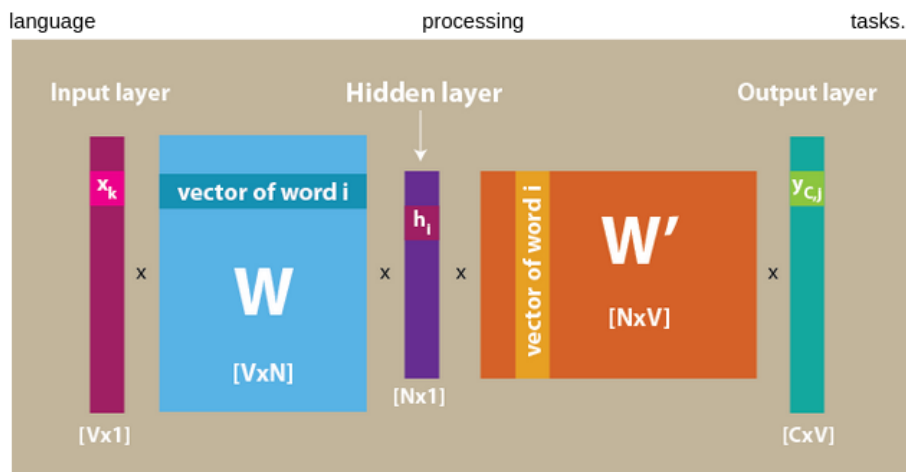 language processing tasks.
Input layer Hidden layer Output layer
x_k
vector of word i
W
[VxN]
[Vx1]
x
x
h_i
[Nx1]
x
vector of word i
W′
[NxV]
x
y_C,j
[CxV]